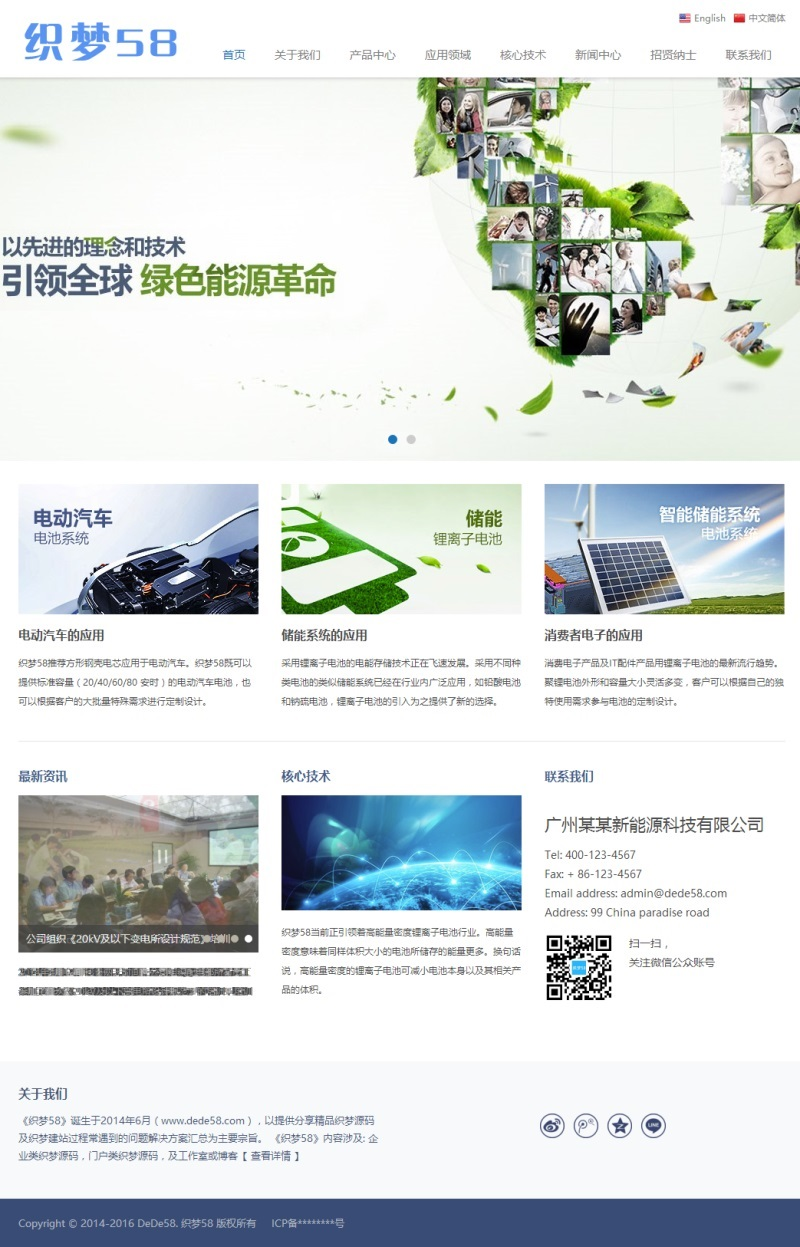 English 中文简体
织梦58
首页 关于我们 产品中心 应用领域 核心技术 新闻中心 招贤纳士 联系我们
以先进的理念和技术
引领全球 绿色能源革命
电动汽车
电池系统
储能
锂离子电池
智能储能系统
电池系统
电动汽车的应用
织梦58推荐方形钢壳电芯应用于电动汽车。织梦58既可以
提供标准容量（20/40/60/80 安时）的电动汽车电池，也
可以根据客户的大批量特殊需求进行定制设计。
储能系统的应用
采用锂离子电池的电能存储技术正在飞速发展。采用不同种
类电池的类似储能系统已经在行业内广泛应用，如铅酸电池
和钠硫电池，锂离子电池的引入为之提供了新的选择。
消费者电子的应用
消费电子产品及IT配件产品用锂离子电池的最新流行趋势。
聚锂电池外形和容量大小灵活多变，客户可以根据自己的独
特使用需求参与电池的定制设计。
最新资讯
公司组织《20kV及以下变电所设计规范》培训
核心技术
织梦58当前正引领着高能量密度锂离子电池行业。高能量
密度意味着同样体积大小的电池所储存的能量更多。换句话
说，高能量密度的锂离子电池可减小电池本身以及其相关产
品的体积。
联系我们
广州某某新能源科技有限公司
Tel: 400-123-4567
Fax: + 86-123-4567
Email address: admin@dede58.com
Address: 99 China paradise road
扫一扫，
关注微信公众账号
关于我们
《织梦58》诞生于2014年6月（www.dede58.com），以提供分享精品织梦源码
及织梦建站过程常遇到的问题解决方案汇总为主要宗旨。 《织梦58》内容涉及: 企
业类织梦源码，门户类织梦源码，及工作室或博客【 查看详情 】
LINE
Copyright © 2014-2016 DeDe58. 织梦58 版权所有 ICP备********号